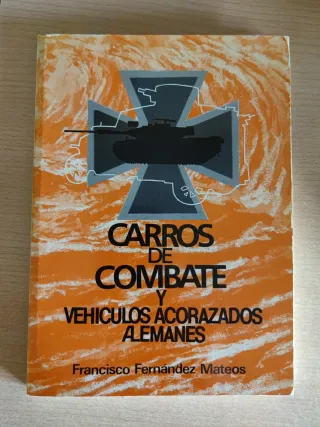 CARROS
DE
COMBATE
Y
VEHICULOS ACORAZADOS
ALEMANES
Francisco Fernández Mateos